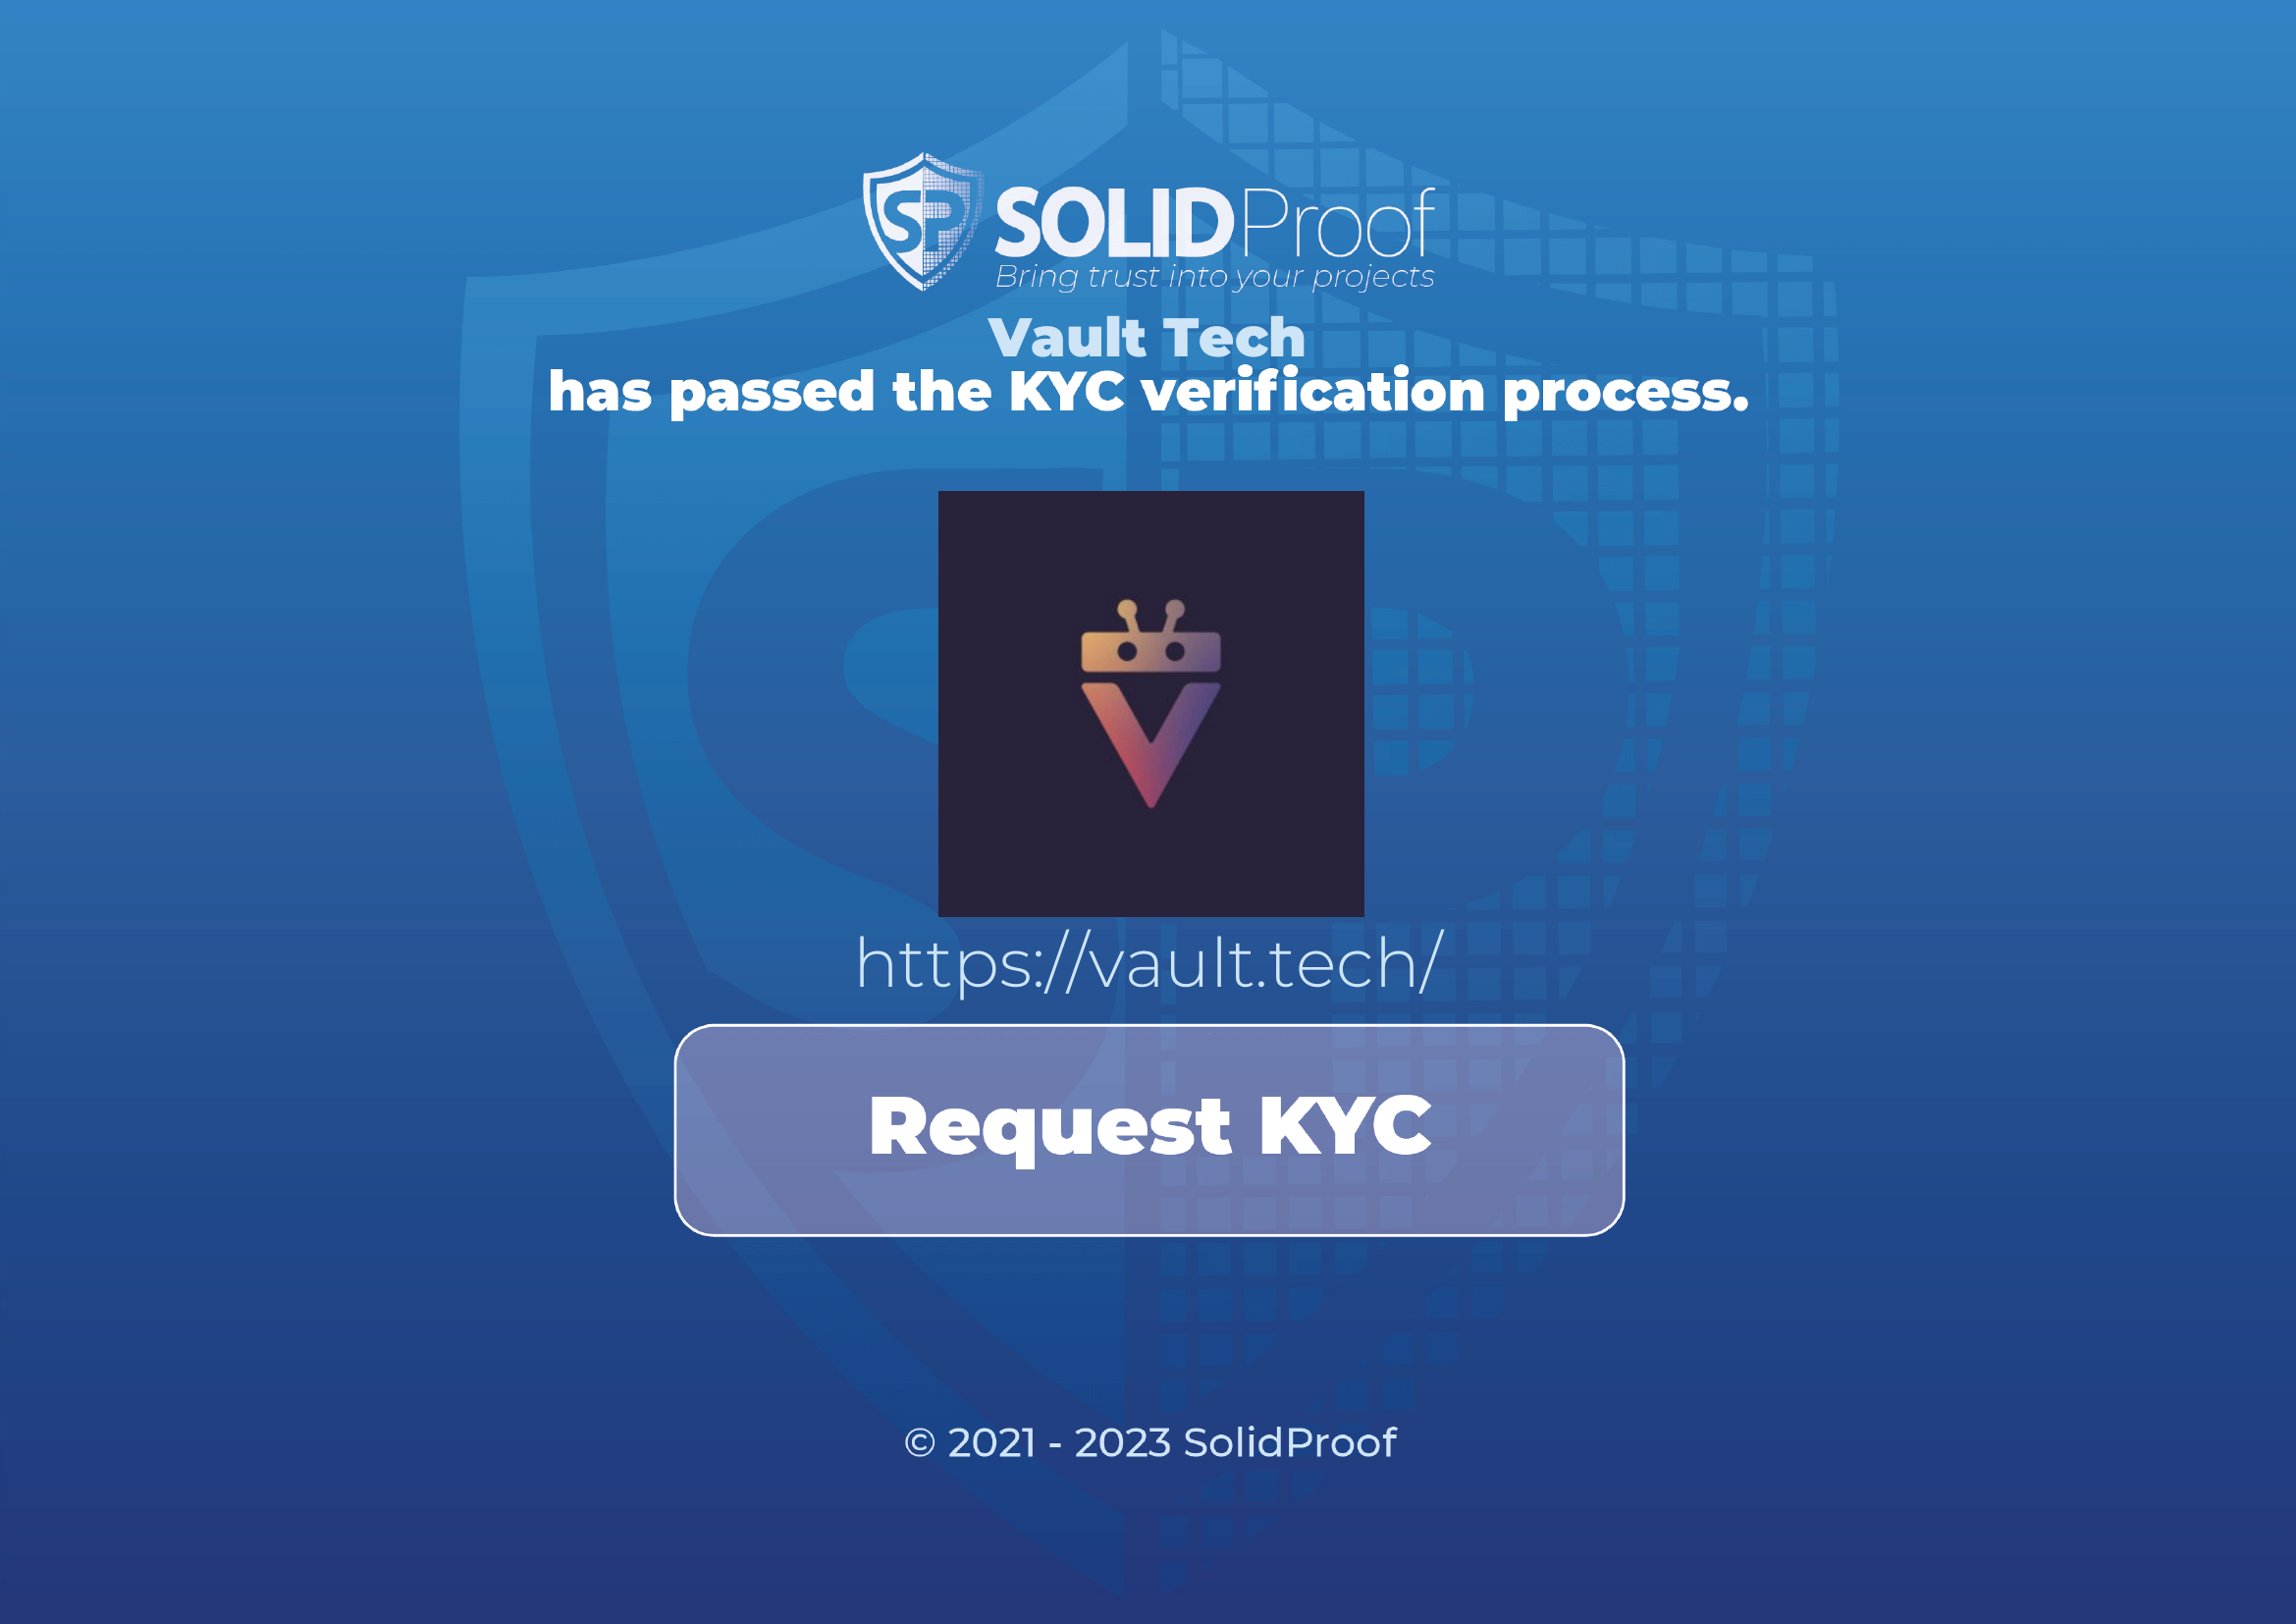 SP SOLIDProof
Bring trust into your projects
Vault Tech
has passed the KYC verification process.
https://vault.tech/
Request KYC
© 2021 - 2023 SolidProof